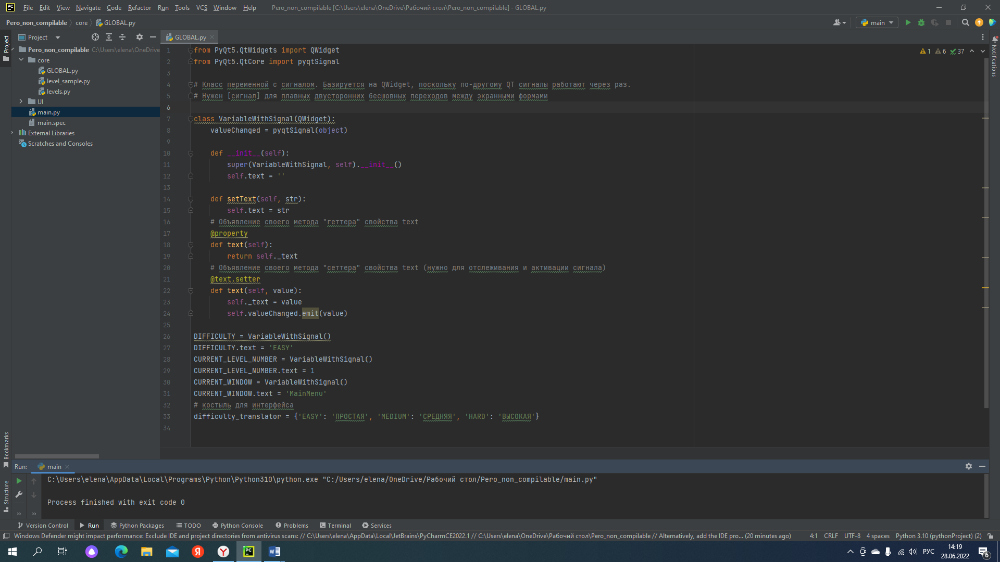 PC File Edit View Navigate Code Refactor Run Tools VCS Window Help Pero_non_compilable [C:\Users\elena\OneDrive\Рабочий стол\Pero_non_compilable] - GLOBAL.py
Pero_non_compilable core GLOBAL.py main
Project
Project
GLOBAL.py
Pero_non_compilable C:\Users\elena\OneDrive
core
GLOBAL.py
level_sample.py
levels.py
UI
main.py
main.spec
External Libraries
Scratches and Consoles
1 6 37
Notifications
1 from PyQt5.QtWidgets import QWidget
2 from PyQt5.QtCore import pyqtSignal
3
4 # Класс переменной с сигналом. Базируется на QWidget, поскольку по-другому QT сигналы работают через раз.
5 # Нужен [сигнал] для плавных двусторонних бесшовных переходов между экранными формами
6
7 class VariableWithSignal(QWidget):
8 valueChanged = pyqtSignal(object)
9
10 def __init__(self):
11 super(VariableWithSignal, self).__init__()
12 self.text = ''
13
14 def setText(self, str):
15 self.text = str
16 # Объявление своего метода "геттера" свойства text
17 @property
18 def text(self):
19 return self._text
20 # Объявление своего метода "сеттера" свойства text (нужно для отслеживания и активации сигнала)
21 @text.setter
22 def text(self, value):
23 self._text = value
24 self.valueChanged.emit(value)
25
26 DIFFICULTY = VariableWithSignal()
27 DIFFICULTY.text = 'EASY'
28 CURRENT_LEVEL_NUMBER = VariableWithSignal()
29 CURRENT_LEVEL_NUMBER.text = 1
30 CURRENT_WINDOW = VariableWithSignal()
31 CURRENT_WINDOW.text = 'MainMenu'
32 # костыль для интерфейса
33 difficulty_translator = {'EASY': 'ПРОСТАЯ', 'MEDIUM': 'СРЕДНЯЯ', 'HARD': 'ВЫСОКАЯ'}
34
Bookmarks
Structure
Run: main
C:\Users\elena\AppData\Local\Programs\Python\Python310\python.exe "C:/Users/elena/OneDrive/Рабочий стол/Pero_non_compilable/main.py"
Process finished with exit code 0
Version Control Run Python Packages TODO Python Console Problems Terminal Services
Windows Defender might impact performance: Exclude IDE and project directories from antivirus scans: // C:\Users\elena\AppData\Local\JetBrains\PyCharmCE2022.1 // C:\Users\elena\OneDrive\Рабочий стол\Pero_non_compilable // Alternatively, add the IDE pro... (20 minutes ago) 4:1 CRLF UTF-8 4 spaces Python 3.10 (pythonProject) (2)
Я Y PC W РУС 14:19
28.06.2022 6